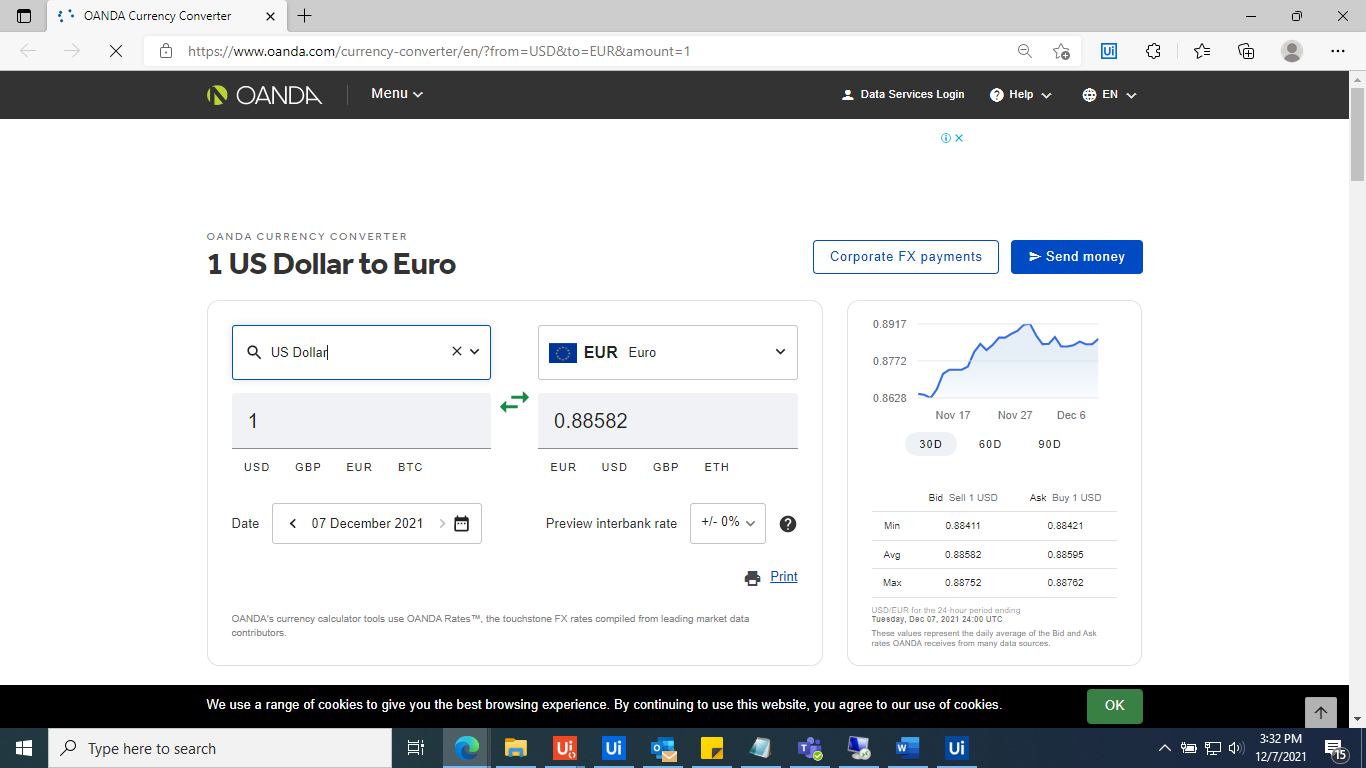 OANDA Currency Converter
https://www.oanda.com/currency-converter/en/?from=USD&to=EUR&amount=1
Ui
OANDA
Menu
Data Services Login
Help
EN
OANDA CURRENCY CONVERTER
1 US Dollar to Euro
Corporate FX payments
Send money
US Dollar
EUR Euro
1
0.88582
USD GBP EUR BTC
EUR USD GBP ETH
Date
07 December 2021
Preview interbank rate
+/- 0%
?
Print
OANDA's currency calculator tools use OANDA Rates™, the touchstone FX rates compiled from leading market data
contributors.
0.8917
0.8772
0.8628
Nov 17 Nov 27 Dec 6
30D 60D 90D
Bid Sell 1 USD Ask Buy 1 USD
Min 0.88411 0.88421
Avg 0.88582 0.88595
Max 0.88752 0.88762
USD/EUR for the 24-hour period ending
Tuesday, Dec 07, 2021 24:00 UTC
These values represent the daily average of the Bid and Ask
rates OANDA receives from many data sources.
We use a range of cookies to give you the best browsing experience. By continuing to use this website, you agree to our use of cookies.
OK
Type here to search
Ui
Ui
Ui
3:32 PM
12/7/2021
15